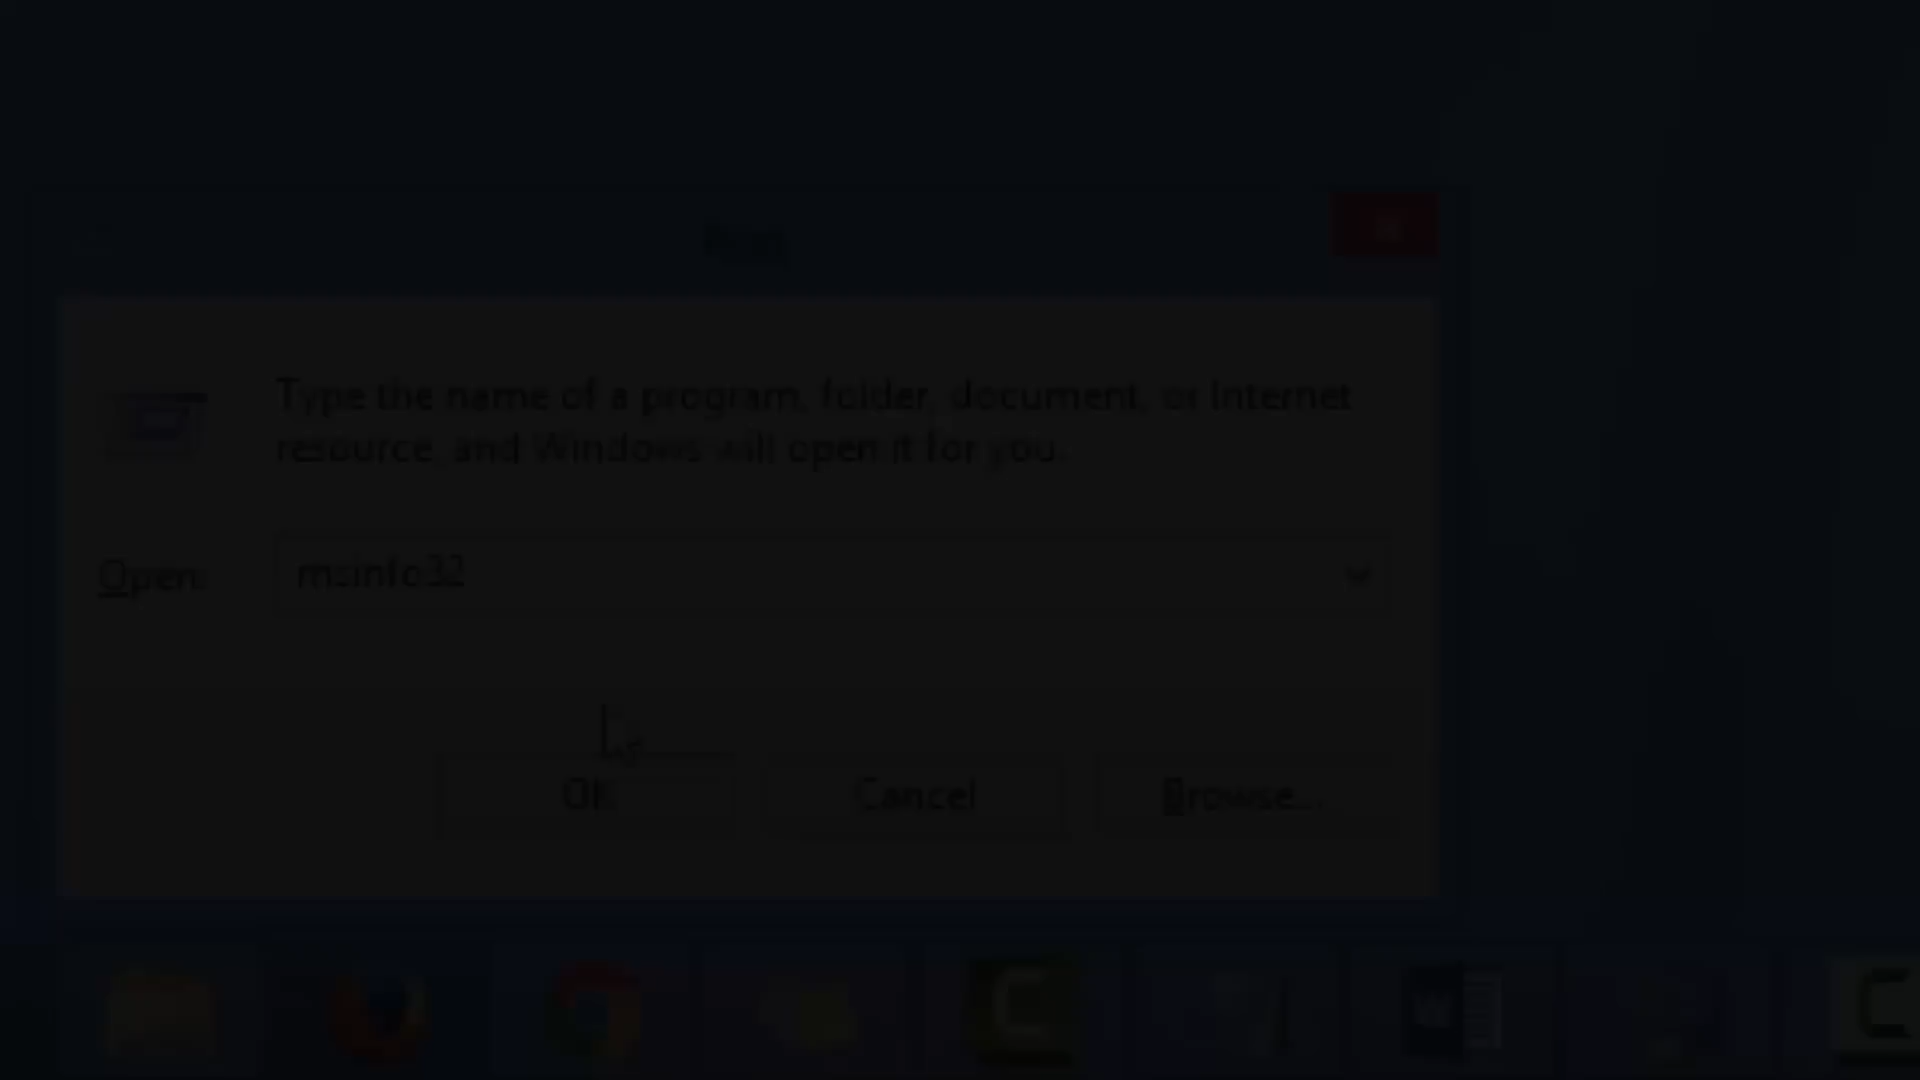 Run
Type the name of a program, folder, document, or Internet
resource, and Windows will open it for you.
Open:
msinfo32
OK
Cancel
Browse...